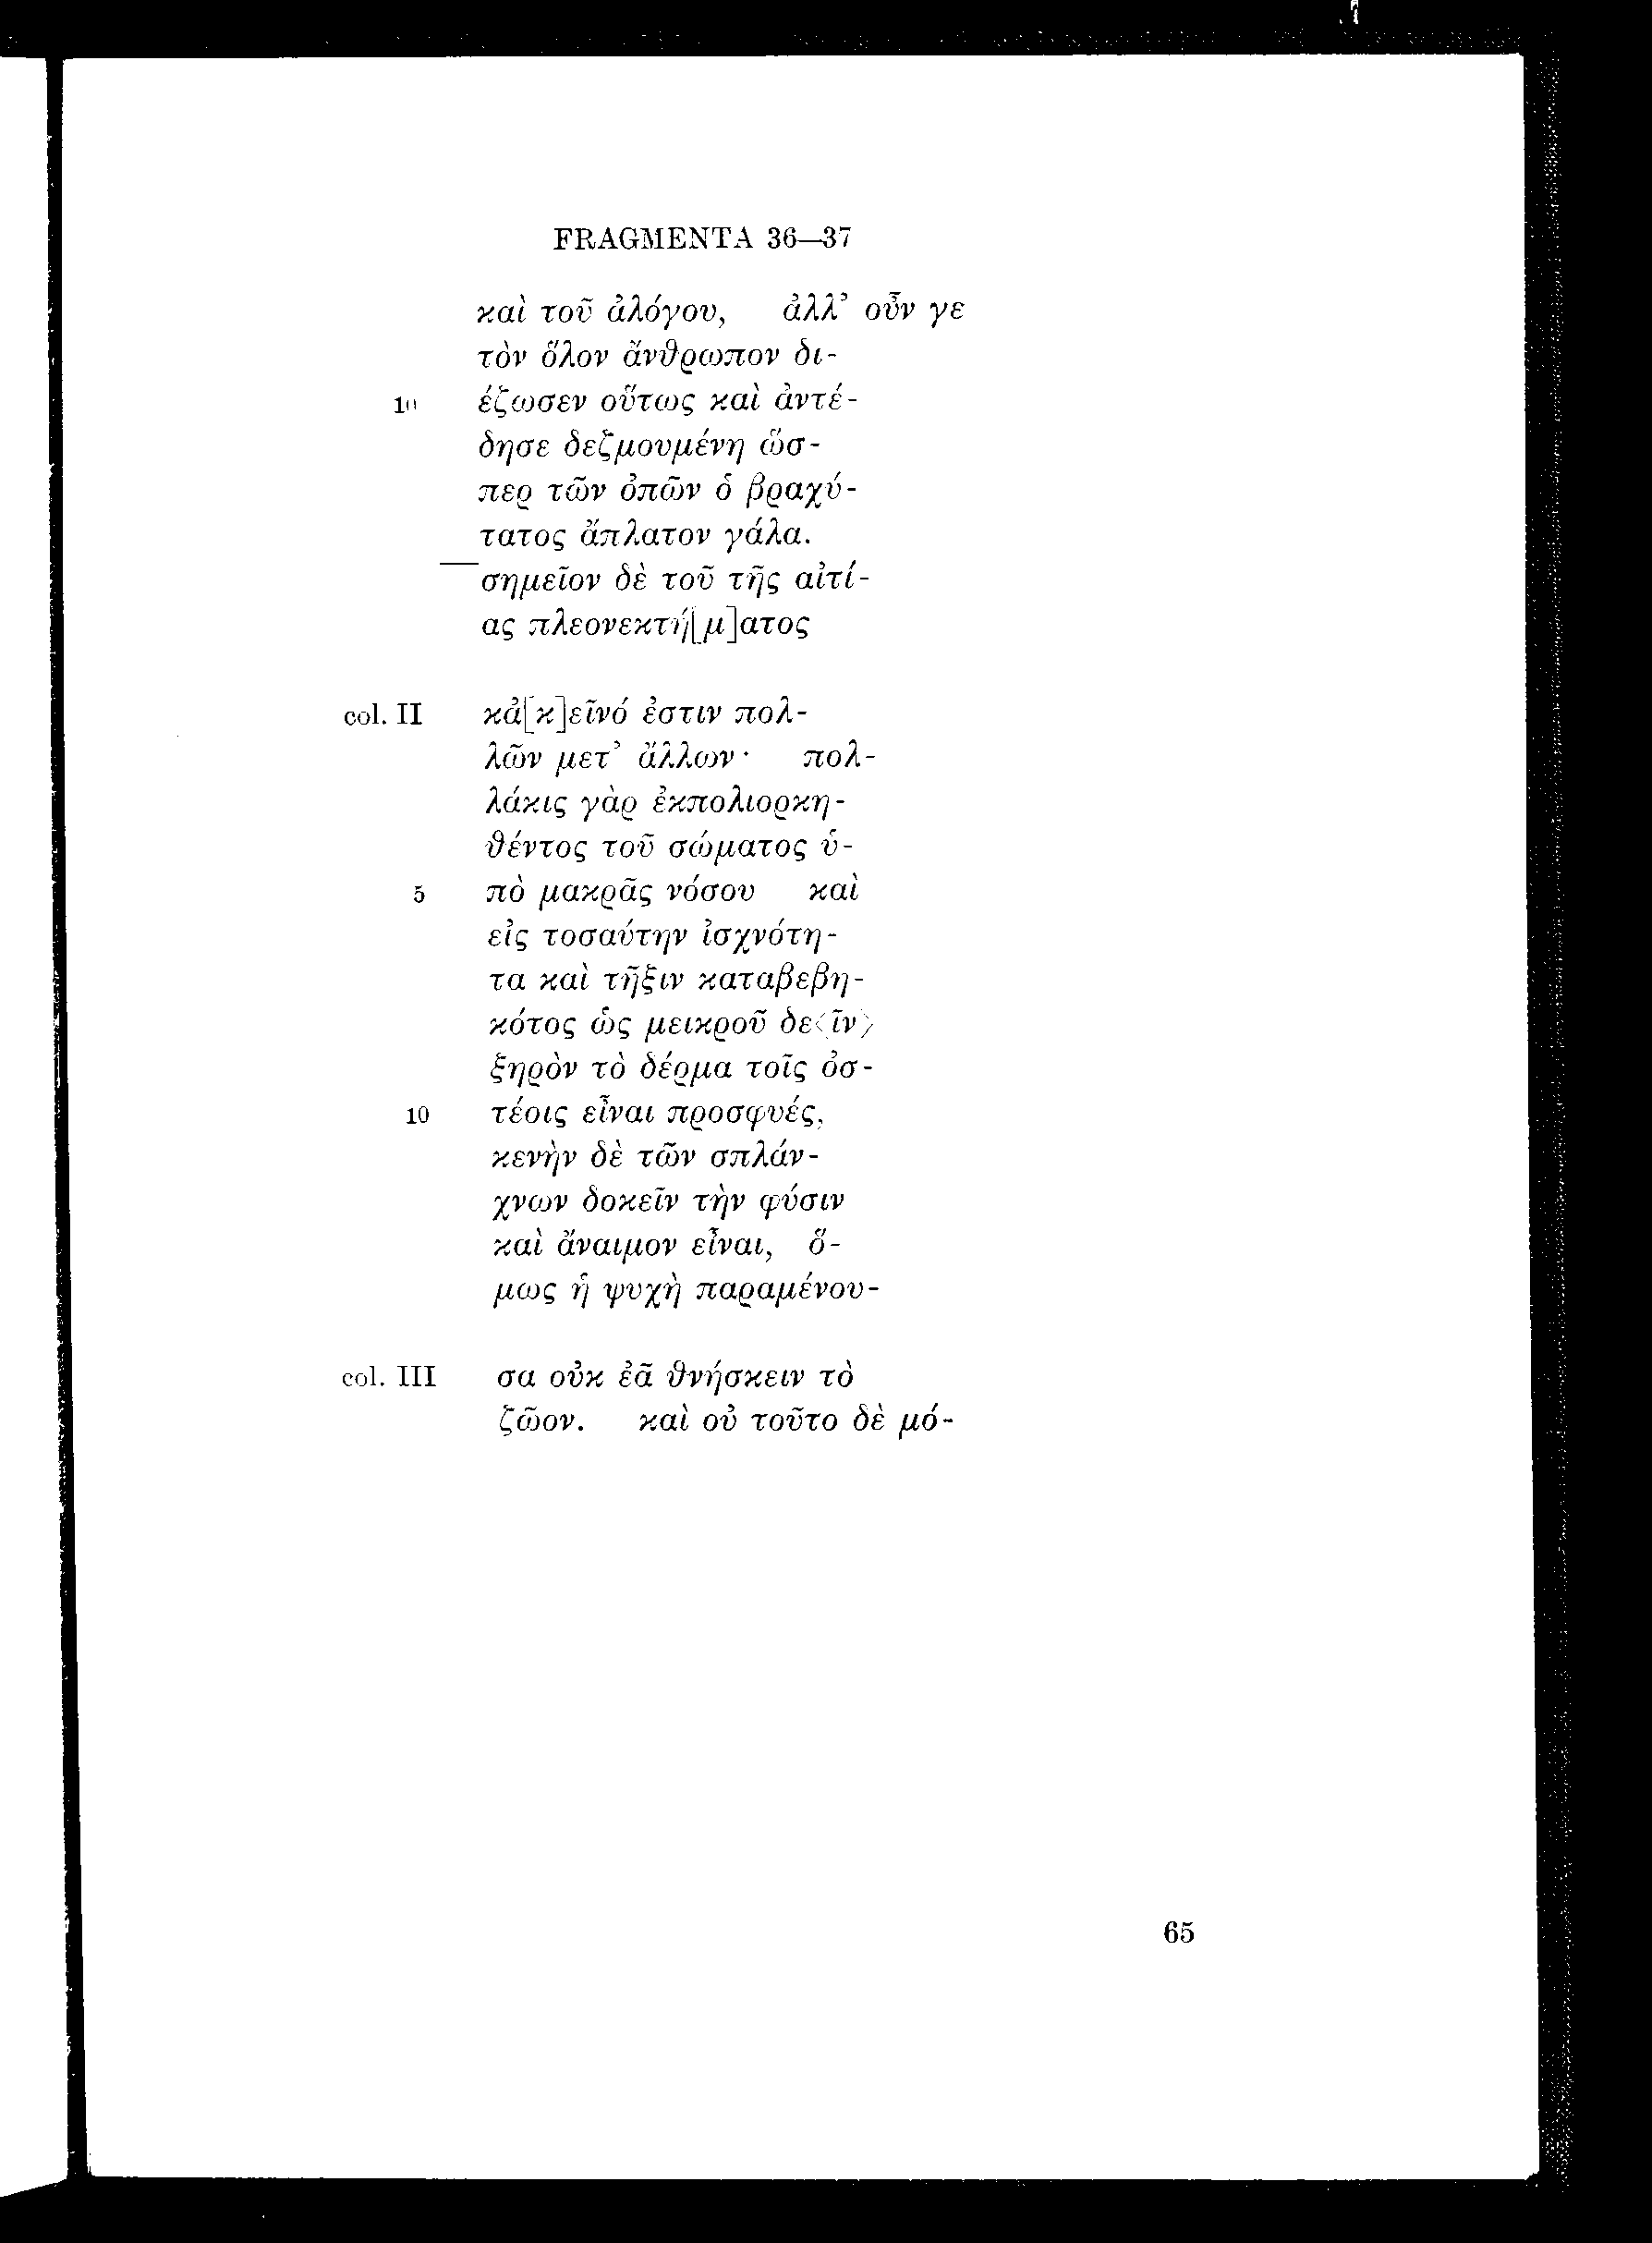 FRAGMENTA 36—37
καὶ τοῦ ἀλόγου, ἀλλ’ οὖν γε
τὸν ὅλον ἄνθρωπον δι-
10 έζωσεν οὕτως καὶ ἀντέ-
δησε δεζμουμένη ὥσ-
περ τῶν ὀπῶν ὁ βραχύ-
τατος ἄπλατον γάλα.
σημεῖον δὲ τοῦ τῆς αἰτί-
ας πλεονεκτή[μ]ατος
col. II κἀ[κ]εῖνό ἐστιν πολ-
λῶν μετ’ ἄλλων· πολ-
λάκις γὰρ ἐκπολιορκη-
θέντος τοῦ σώματος ὑ-
5 πὸ μακρᾶς νόσου καὶ
εἰς τοσαύτην ἰσχνότη-
τα καὶ τῆξιν καταβεβη-
κότος ὡς μεικροῦ δε⟨ῖν⟩
ξηρὸν τὸ δέρμα τοῖς ὀσ-
10 τέοις εἶναι προσφυές,
κενὴν δὲ τῶν σπλάν-
χνων δοκεῖν τὴν φύσιν
καὶ ἄναιμον εἶναι, ὅ-
μως ἡ ψυχὴ παραμένου-
col. III σα οὐκ ἐᾶ θνήσκειν τὸ
ζῶον. καὶ οὐ τοῦτο δὲ μό-
65